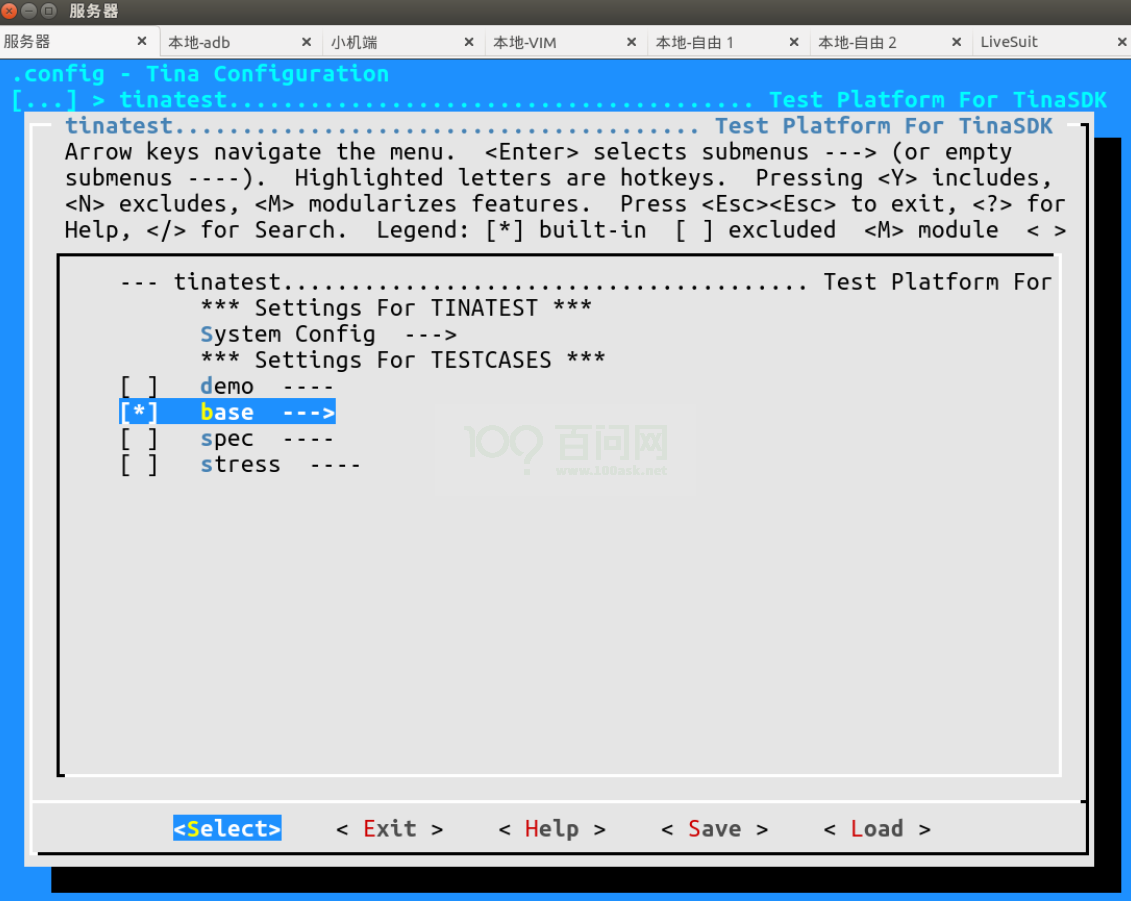 服务器
服务器 × 本地-adb × 小机端 × 本地-VIM × 本地-自由 1 × 本地-自由 2 × LiveSuit ×
.config - Tina Configuration
[...] > tinatest....................................... Test Platform For TinaSDK
tinatest....................................... Test Platform For TinaSDK
Arrow keys navigate the menu.  <Enter> selects submenus ---> (or empty
submenus ----).  Highlighted letters are hotkeys.  Pressing <Y> includes,
<N> excludes, <M> modularizes features.  Press <Esc><Esc> to exit, <?> for
Help, </> for Search.  Legend: [*] built-in  [ ] excluded  <M> module  < >
--- tinatest....................................... Test Platform For
*** Settings For TINATEST ***
System Config  --->
*** Settings For TESTCASES ***
[ ]   demo  ----
[*]   base  --->
[ ]   spec  ----
[ ]   stress  ----
100 百问网
www.100ask.net
<Select>    < Exit >    < Help >    < Save >    < Load >